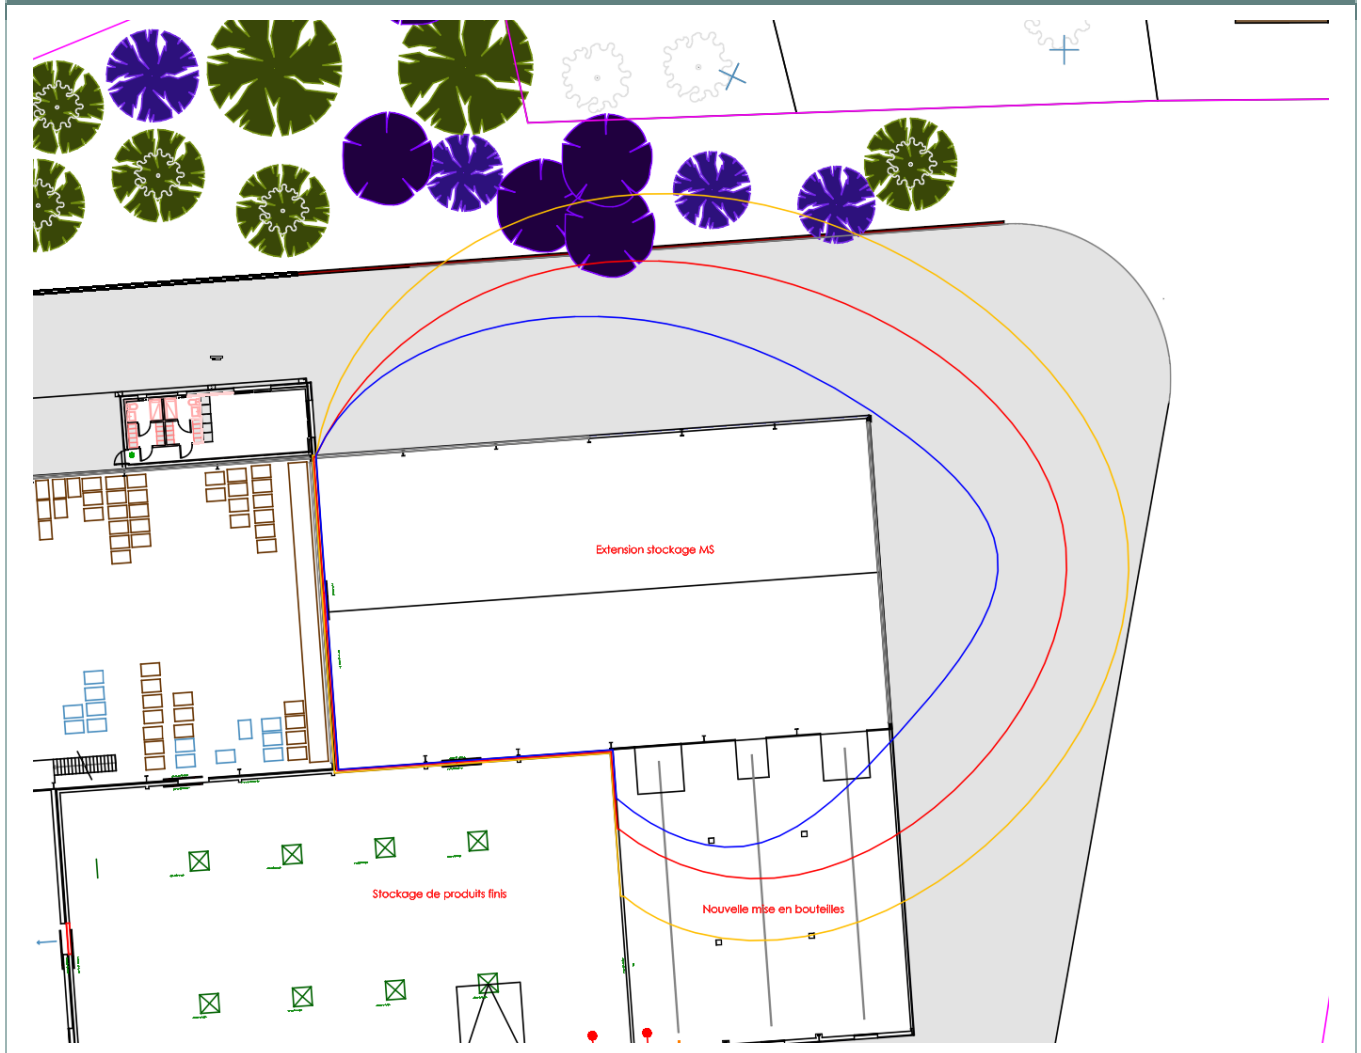 Extension stockage MS
Stockage de produits finis
Nouvelle mise en bouteilles